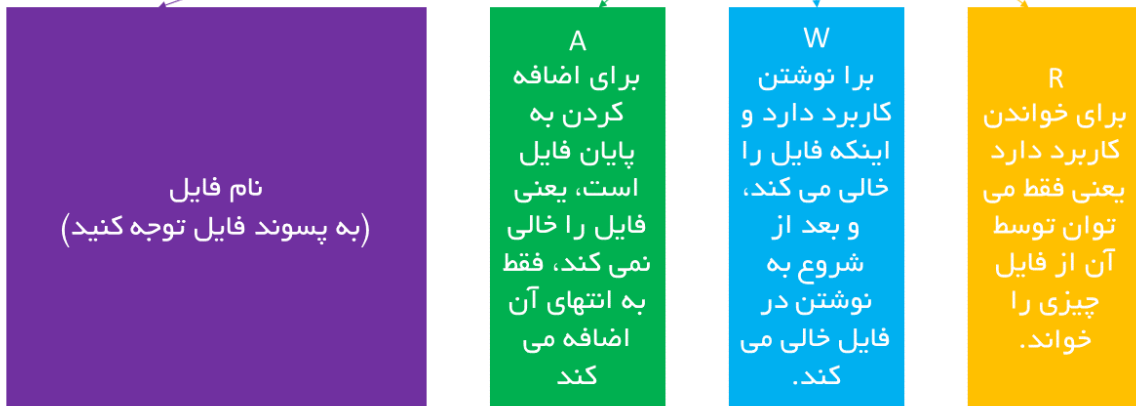 R
برای خواندن
کاربرد دارد
یعنی فقط می
توان توسط
آن از فایل
چیزی را
خواند.
W
برا نوشتن
کاربرد دارد و
اینکه فایل را
خالی می کند،
و بعد از
شروع به
نوشتن در
فایل خالی می
کند.
A
برای اضافه
کردن به
پایان فایل
است، یعنی
فایل را خالی
نمی کند، فقط
به انتهای آن
اضافه می
کند
نام فایل
(به پسوند فایل توجه کنید)